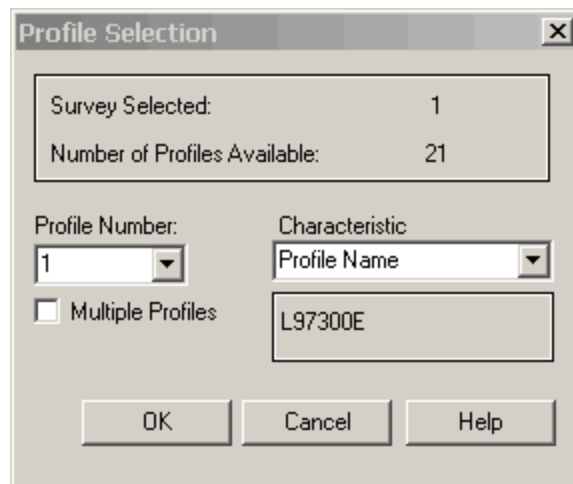 Profile Selection
Survey Selected: 1
Number of Profiles Available: 21
Profile Number:
1
Multiple Profiles
Characteristic
Profile Name
L97300E
OK Cancel Help